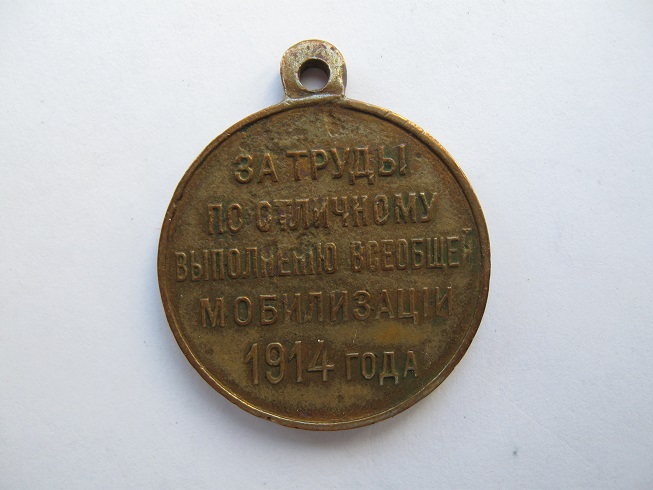 ЗА ТРУДЫ
ПО ОТЛИЧНОМУ
ВЫПОЛНЕНІЮ ВСЕОБЩЕЙ
МОБИЛИЗАЦІИ
1914 ГОДА